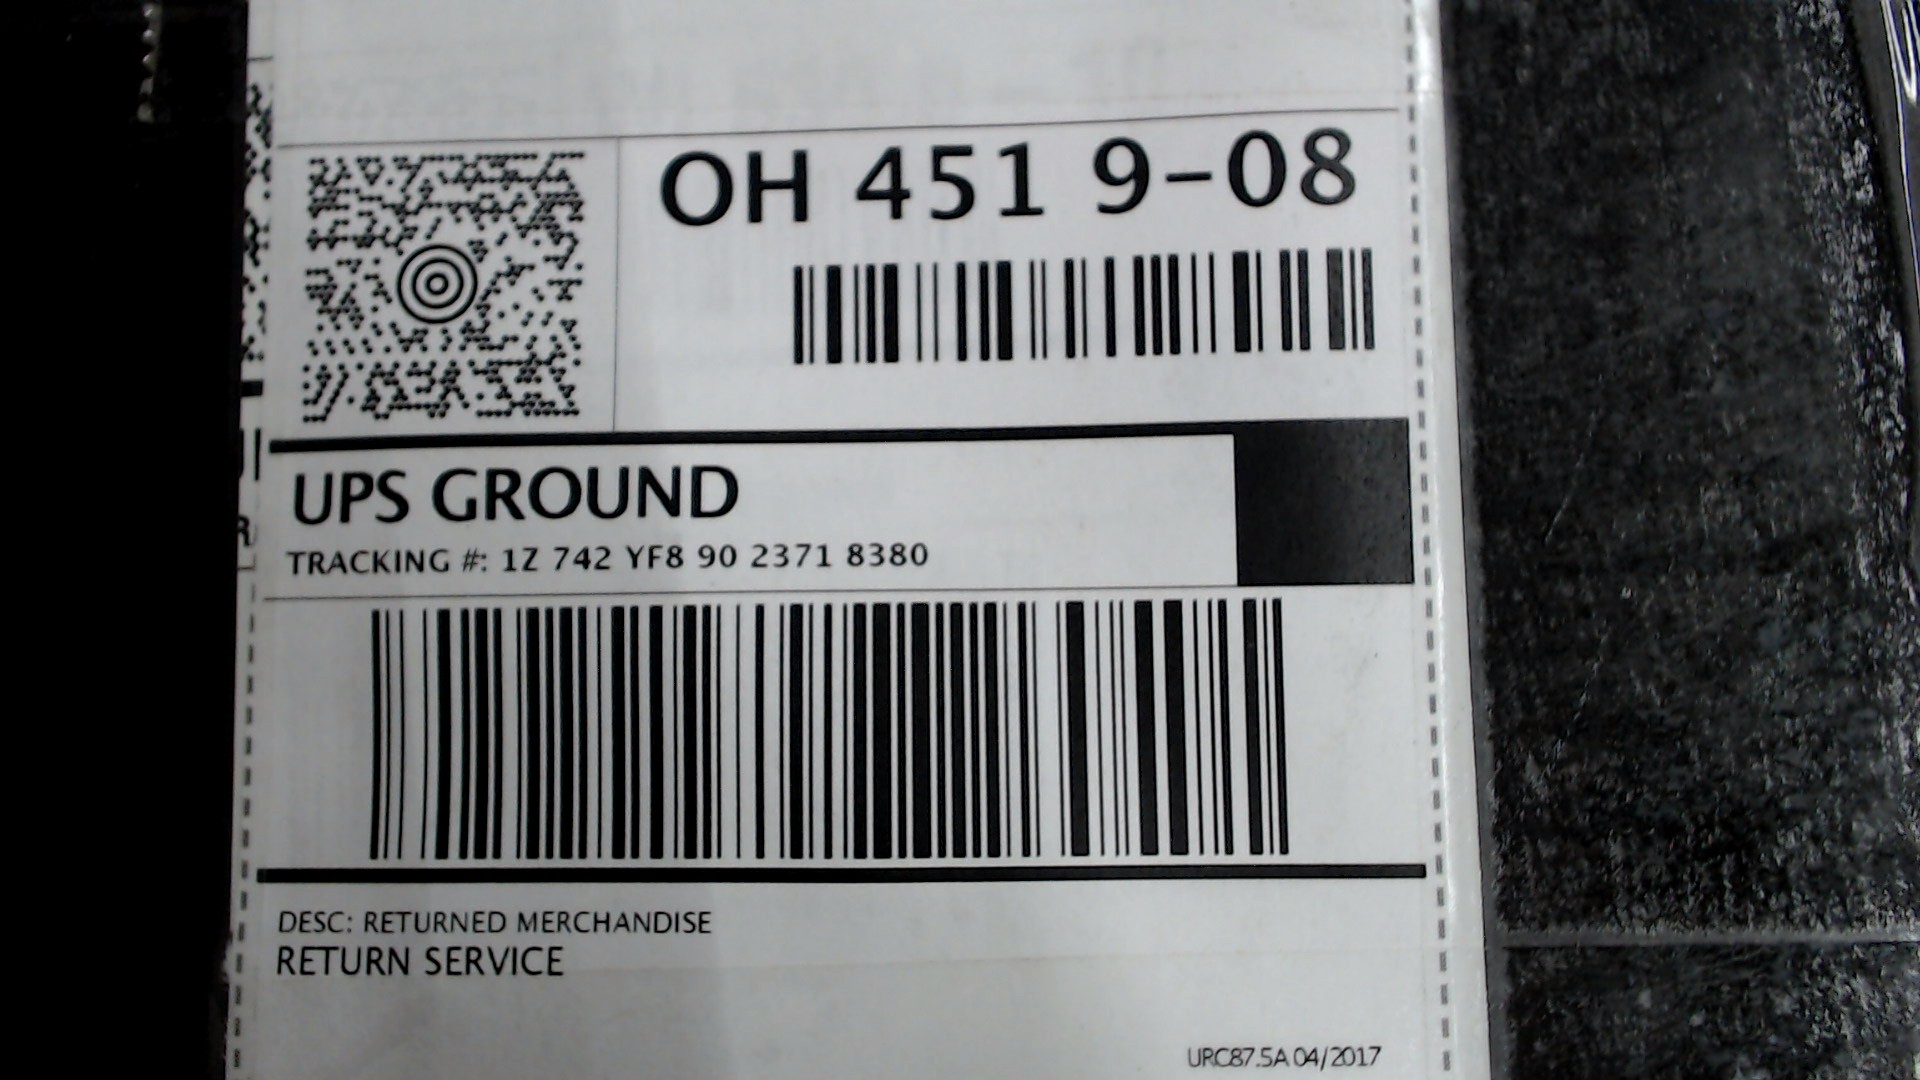 OH 451 9-08
UPS GROUND
TRACKING #: 1Z 742 YF8 90 2371 8380
DESC: RETURNED MERCHANDISE
RETURN SERVICE
URC87.5A 04/2017